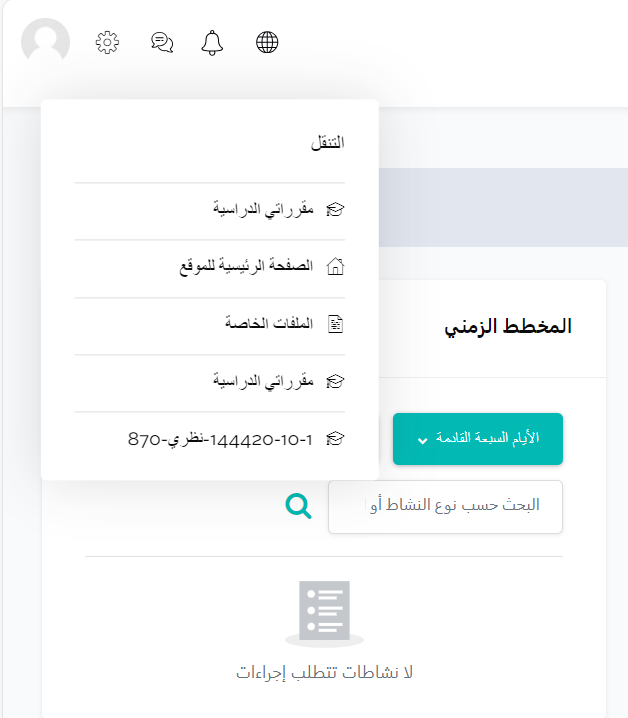 التنقل
مقرراتي الدراسية
الصفحة الرئيسية للموقع
الملفات الخاصة
مقرراتي الدراسية
870-نظري-144420-10-1
المخطط الزمني
الأيام السبعة القادمة
البحث حسب نوع النشاط أو ا
لا نشاطات تتطلب إجراءات